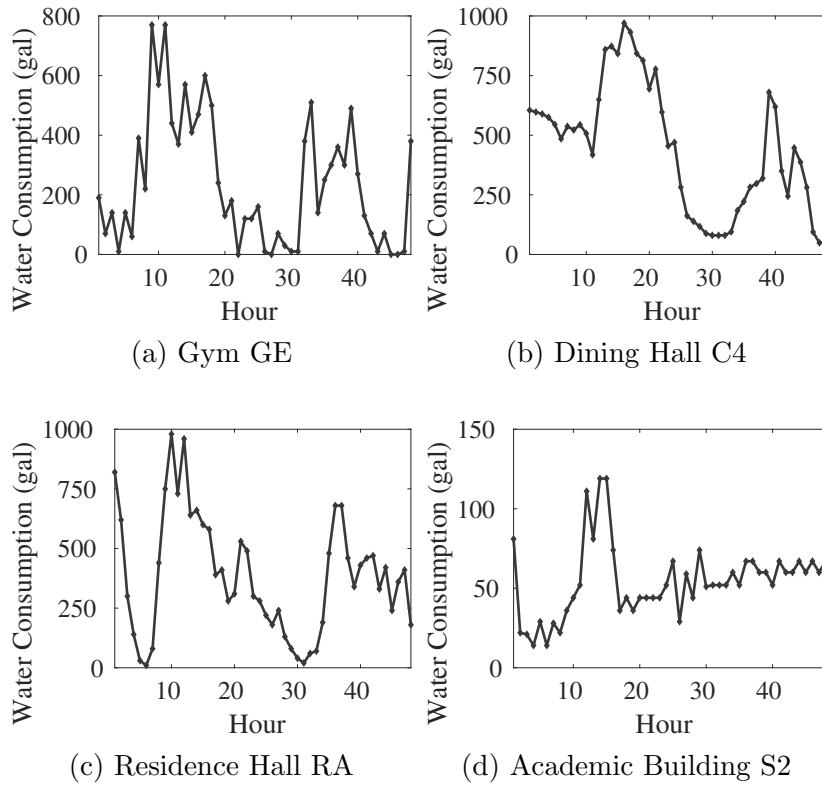 Water Consumption (gal)
800
600
400
200
0
10
20
30
40
Hour
(a) Gym GE
Water Consumption (gal)
1000
750
500
250
0
10
20
30
40
Hour
(b) Dining Hall C4
Water Consumption (gal)
1000
750
500
250
0
10
20
30
40
Hour
(c) Residence Hall RA
Water Consumption (gal)
150
100
50
0
10
20
30
40
Hour
(d) Academic Building S2